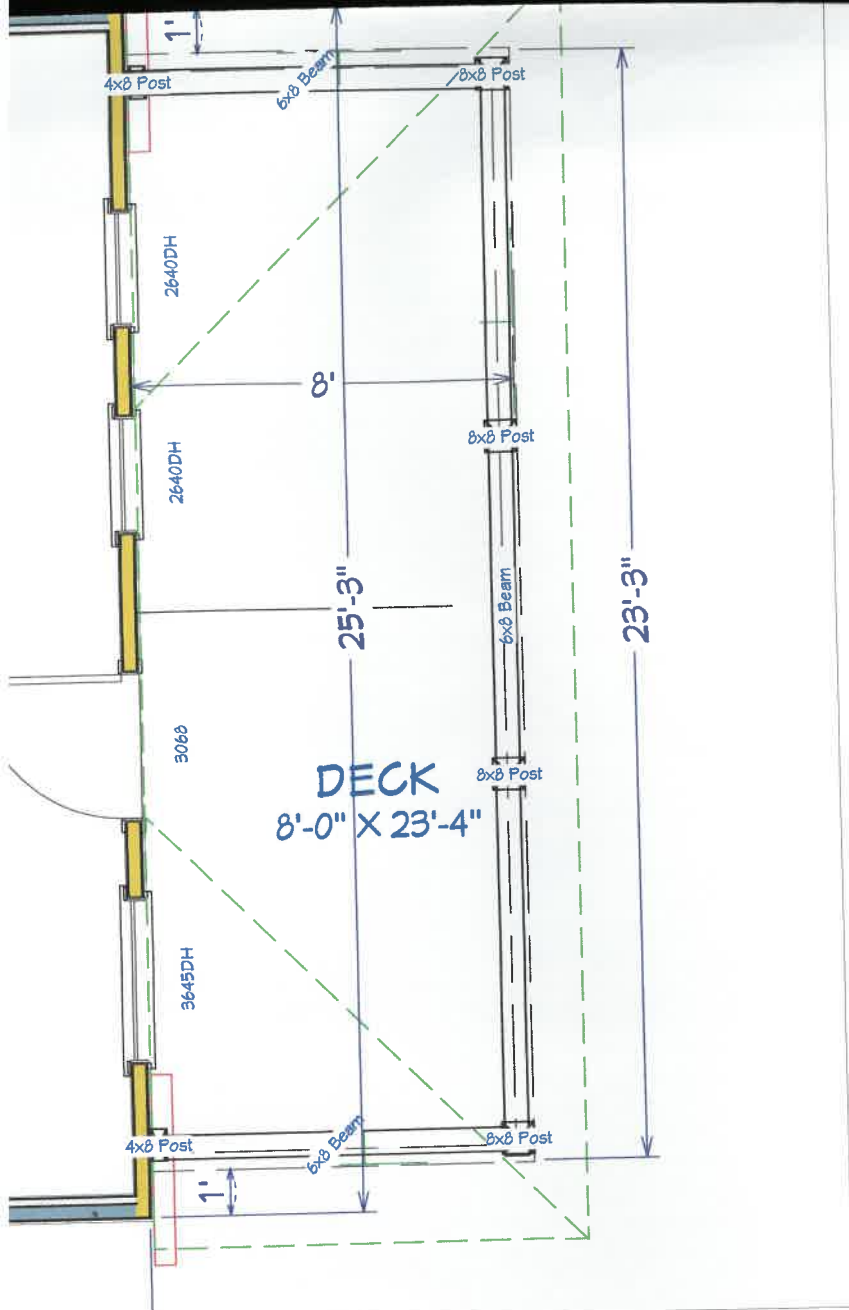 1'
4x8 Post
6x8 Beam
8x8 Post
2640DH
8'
8x8 Post
2640DH
25'-3"
6x8 Beam
23'-3"
3068
DECK
8'-0" X 23'-4"
8x8 Post
3645DH
4x8 Post
6x8 Beam
8x8 Post
1'